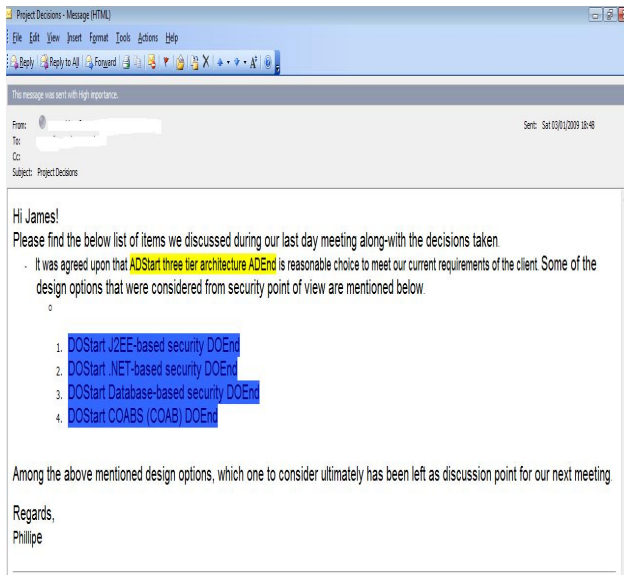 Project Decisions - Message (HTML)
File Edit View Insert Format Tools Actions Help
Reply Reply to All Forward
This message was sent with High importance.
From:
Sent: Sat 03/01/2009 18:48
To:
Cc:
Subject: Project Decisions
Hi James!
Please find the below list of items we discussed during our last day meeting along-with the decisions taken.
- It was agreed upon that ADStart three tier architecture ADEnd is reasonable choice to meet our current requirements of the client. Some of the
design options that were considered from security point of view are mentioned below.
o
1. DOStart J2EE-based security DOEnd
2. DOStart .NET-based security DOEnd
3. DOStart Database-based security DOEnd
4. DOStart COABS (COAB) DOEnd
Among the above mentioned design options, which one to consider ultimately has been left as discussion point for our next meeting.
Regards,
Phillipe